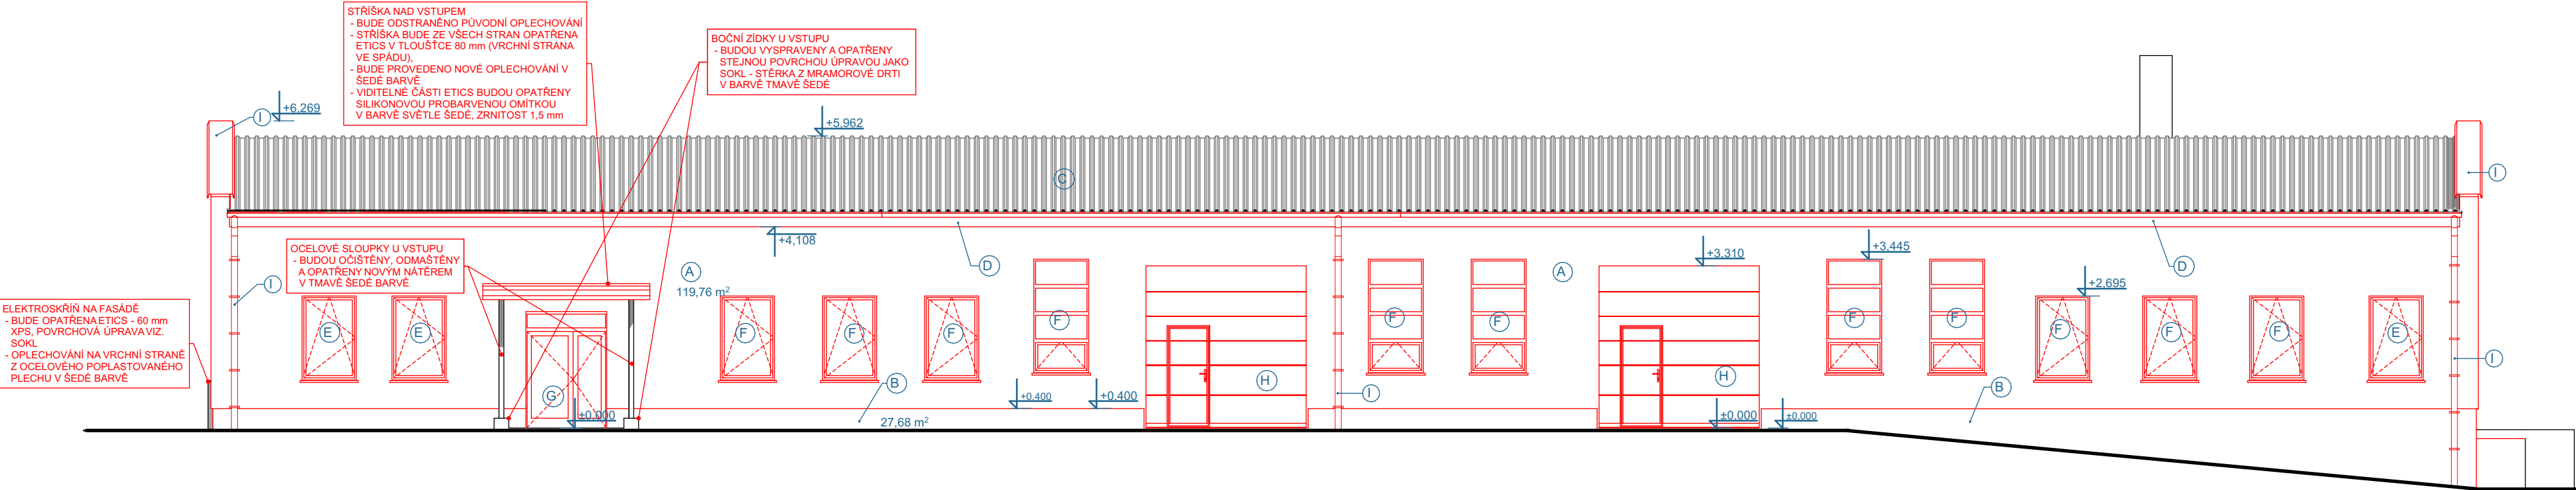 STŘÍŠKA NAD VSTUPEM
- BUDE ODSTRANĚNO PŮVODNÍ OPLECHOVÁNÍ
- STŘÍŠKA BUDE ZE VŠECH STRAN OPATŘENA
ETICS V TLOUŠŤCE 80 mm (VRCHNÍ STRANA
VE SPÁDU),
- BUDE PROVEDENO NOVÉ OPLECHOVÁNÍ V
ŠEDÉ BARVĚ
- VIDITELNÉ ČÁSTI ETICS BUDOU OPATŘENY
SILIKONOVOU PROBARVENOU OMÍTKOU
V BARVĚ SVĚTLE ŠEDÉ, ZRNITOST 1,5 mm
BOČNÍ ZÍDKY U VSTUPU
- BUDOU VYSPRAVENY A OPATŘENY
STEJNOU POVRCHOU ÚPRAVOU JAKO
SOKL - STĚRKA Z MRAMOROVÉ DRTI
V BARVĚ TMAVĚ ŠEDÉ
I
+6,269
+5,962
C
I
OCELOVÉ SLOUPKY U VSTUPU
- BUDOU OČIŠTĚNY, ODMAŠTĚNY
A OPATŘENY NOVÝM NÁTĚREM
V TMAVĚ ŠEDÉ BARVĚ
+4,108
D
A
119,76 m²
A
+3,310
+3,445
D
+2,695
I
ELEKTROSKŘÍŇ NA FASÁDĚ
- BUDE OPATŘENA ETICS - 60 mm
XPS, POVRCHOVÁ ÚPRAVA VIZ.
SOKL
- OPLECHOVÁNÍ NA VRCHNÍ STRANĚ
Z OCELOVÉHO POPLASTOVANÉHO
PLECHU V ŠEDÉ BARVĚ
E
E
F
F
F
F
F
F
F
F
F
F
F
E
I
G
B
H
I
H
B
+0,400
+0,400
±0,000
27,68 m²
±0,000
±0,000